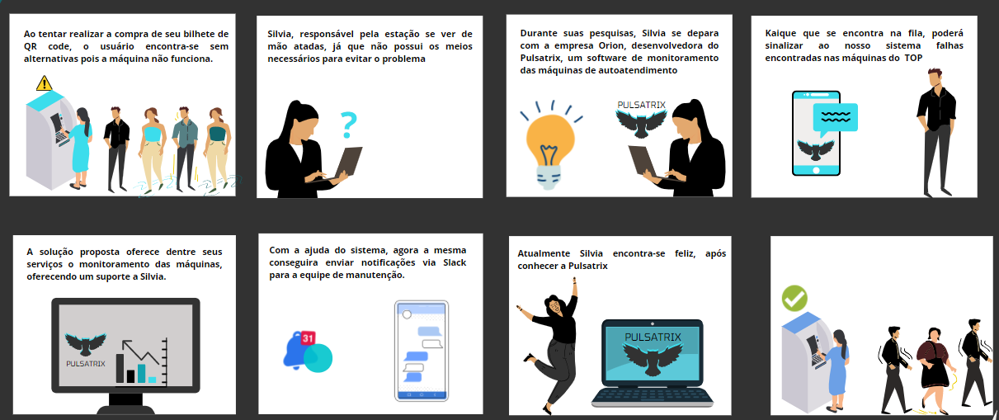 Ao tentar realizar a compra de seu bilhete de
QR code, o usuário encontra-se sem
alternativas pois a máquina não funciona.
Silvia, responsável pela estação se ver de
mão atadas, já que não possui os meios
necessários para evitar o problema
Durante suas pesquisas, Silvia se depara
com a empresa Orion, desenvolvedora do
Pulsatrix, um software de monitoramento
das máquinas de autoatendimento
PULSATRIX
Kaique que se encontra na fila, poderá
sinalizar ao nosso sistema falhas
encontradas nas máquinas do TOP
A solução proposta oferece dentre seus
serviços o monitoramento das máquinas,
oferecendo um suporte a Silvia.
PULSATRIX
Com a ajuda do sistema, agora a mesma
conseguira enviar notificações via Slack
para a equipe de manutenção.
31
Atualmente Silvia encontra-se feliz, após
conhecer a Pulsatrix
PULSATRIX